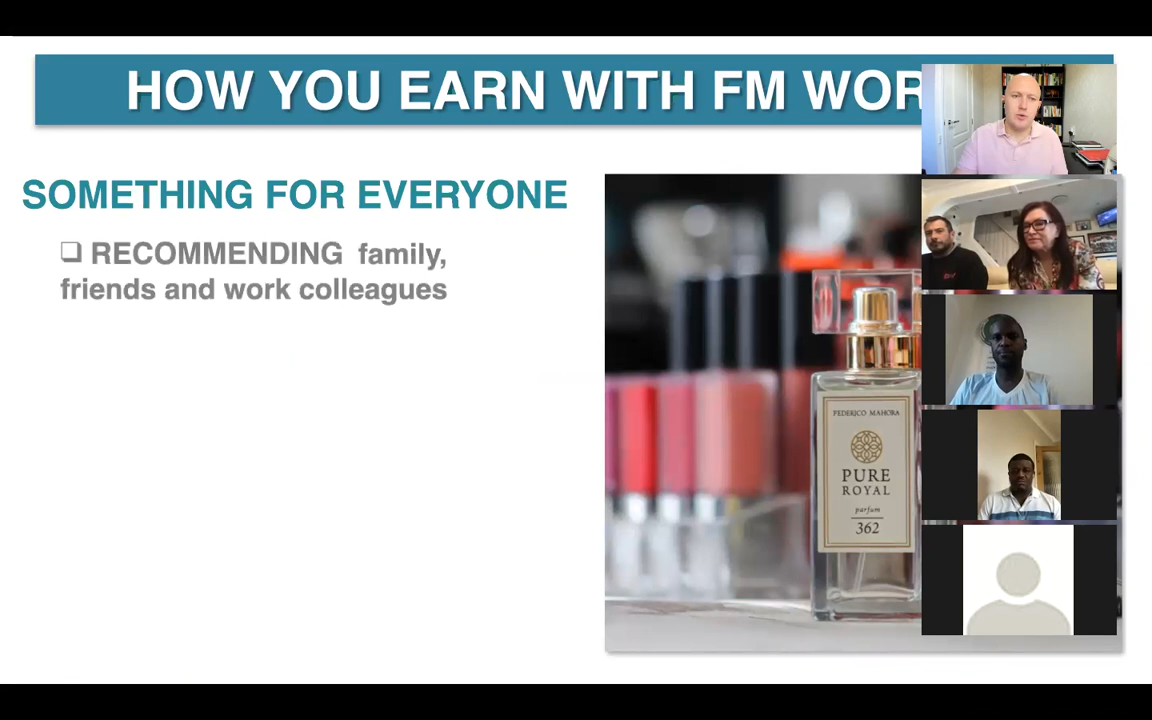 HOW YOU EARN WITH FM WOR
SOMETHING FOR EVERYONE
❑ RECOMMENDING family,
friends and work colleagues
FEDERICO MAHORA
PURE
ROYAL
parfum
362